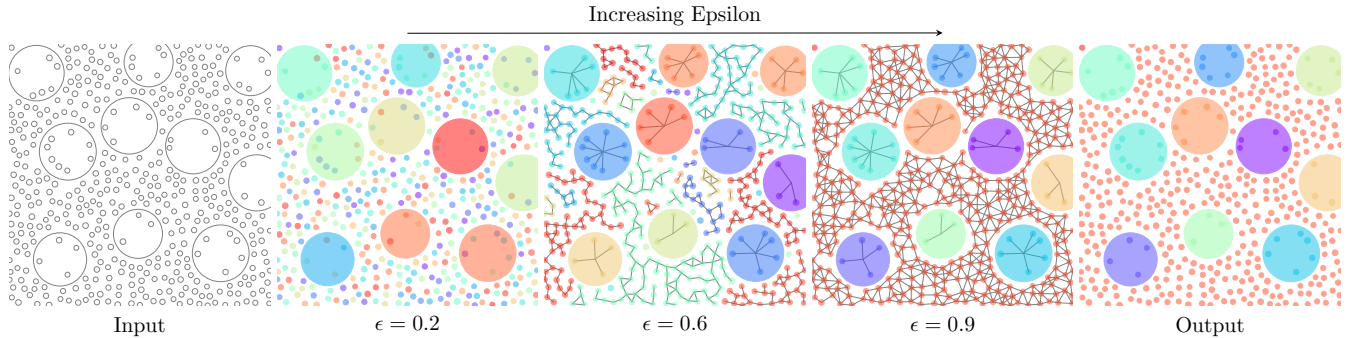 Increasing Epsilon
Input
ϵ = 0.2
ϵ = 0.6
ϵ = 0.9
Output